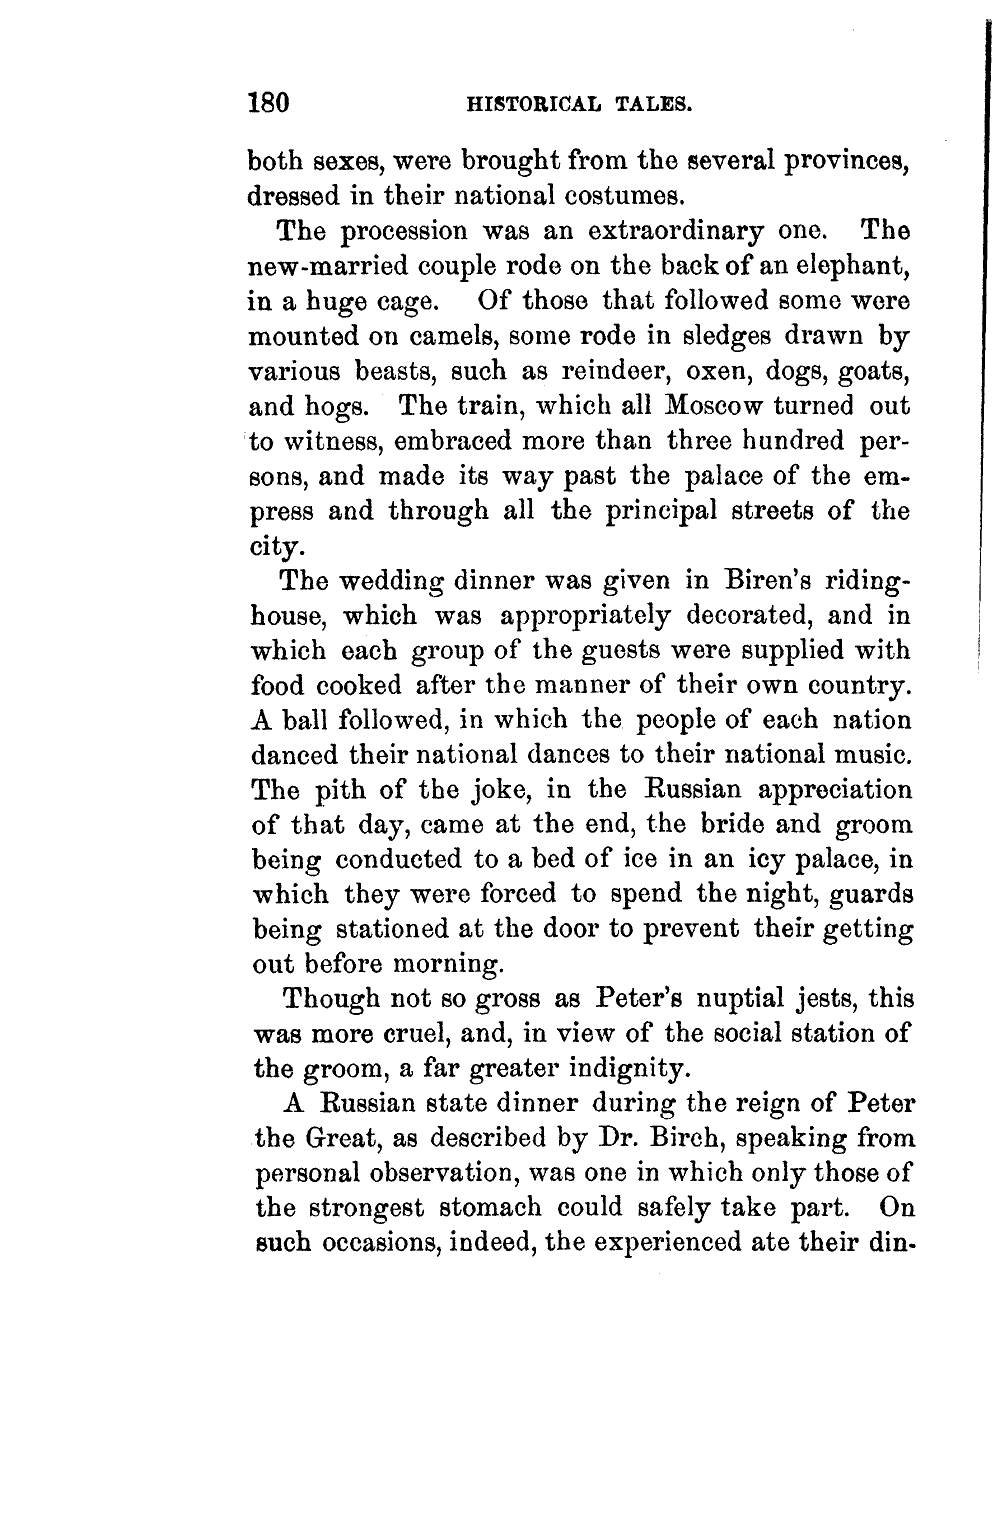 180 HISTORICAL TALES.
both sexes, were brought from the several provinces,
dressed in their national costumes.
The procession was an extraordinary one. The
new-married couple rode on the back of an elephant,
in a huge cage. Of those that followed some were
mounted on camels, some rode in sledges drawn by
various beasts, such as reindeer, oxen, dogs, goats,
and hogs. The train, which all Moscow turned out
to witness, embraced more than three hundred per-
sons, and made its way past the palace of the em-
press and through all the principal streets of the
city.
The wedding dinner was given in Biren's riding-
house, which was appropriately decorated, and in
which each group of the guests were supplied with
food cooked after the manner of their own country.
A ball followed, in which the people of each nation
danced their national dances to their national music.
The pith of the joke, in the Russian appreciation
of that day, came at the end, the bride and groom
being conducted to a bed of ice in an icy palace, in
which they were forced to spend the night, guards
being stationed at the door to prevent their getting
out before morning.
Though not so gross as Peter's nuptial jests, this
was more cruel, and, in view of the social station of
the groom, a far greater indignity.
A Russian state dinner during the reign of Peter
the Great, as described by Dr. Birch, speaking from
personal observation, was one in which only those of
the strongest stomach could safely take part. On
such occasions, indeed, the experienced ate their din-